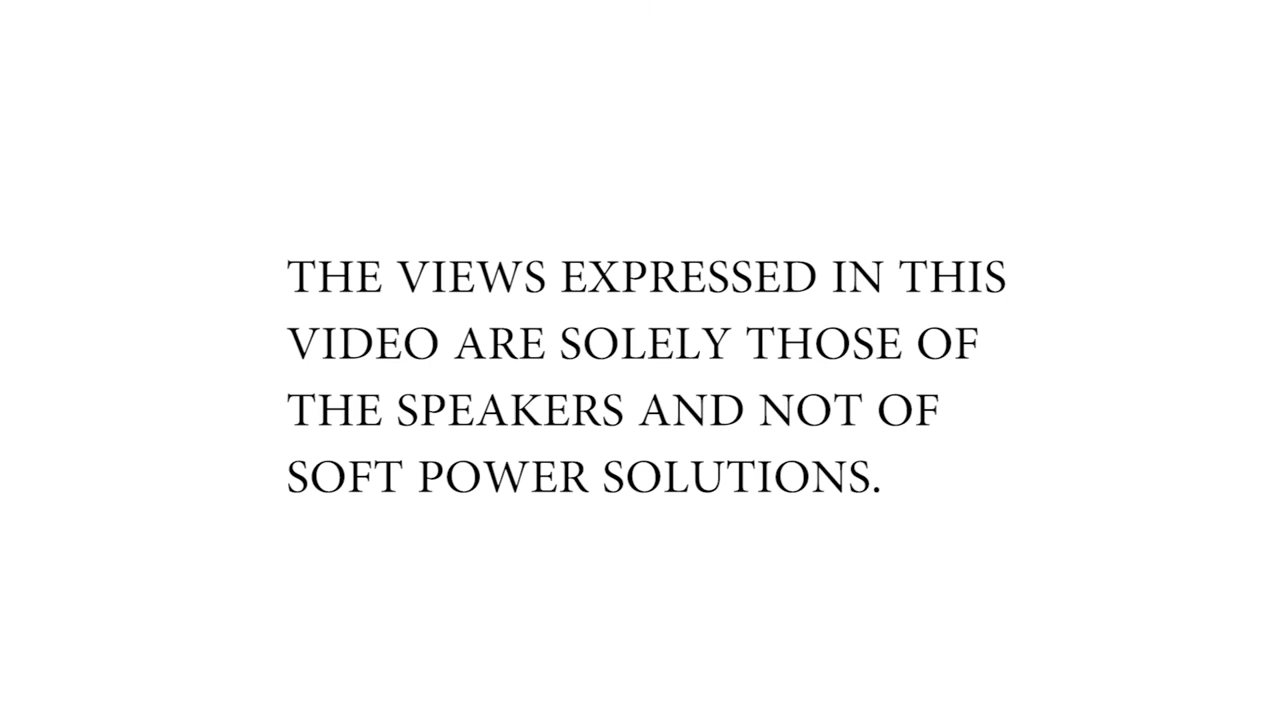 THE VIEWS EXPRESSED IN THIS
VIDEO ARE SOLELY THOSE OF
THE SPEAKERS AND NOT OF
SOFT POWER SOLUTIONS.